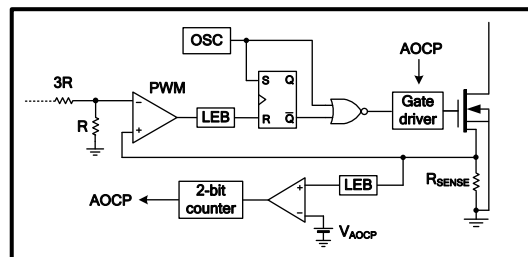 OSC
AOCP
3R
PWM
S Q
LEB
R Q̅
Gate
driver
R
AOCP
2-bit
counter
+
−
LEB
RSENSE
VAOCP